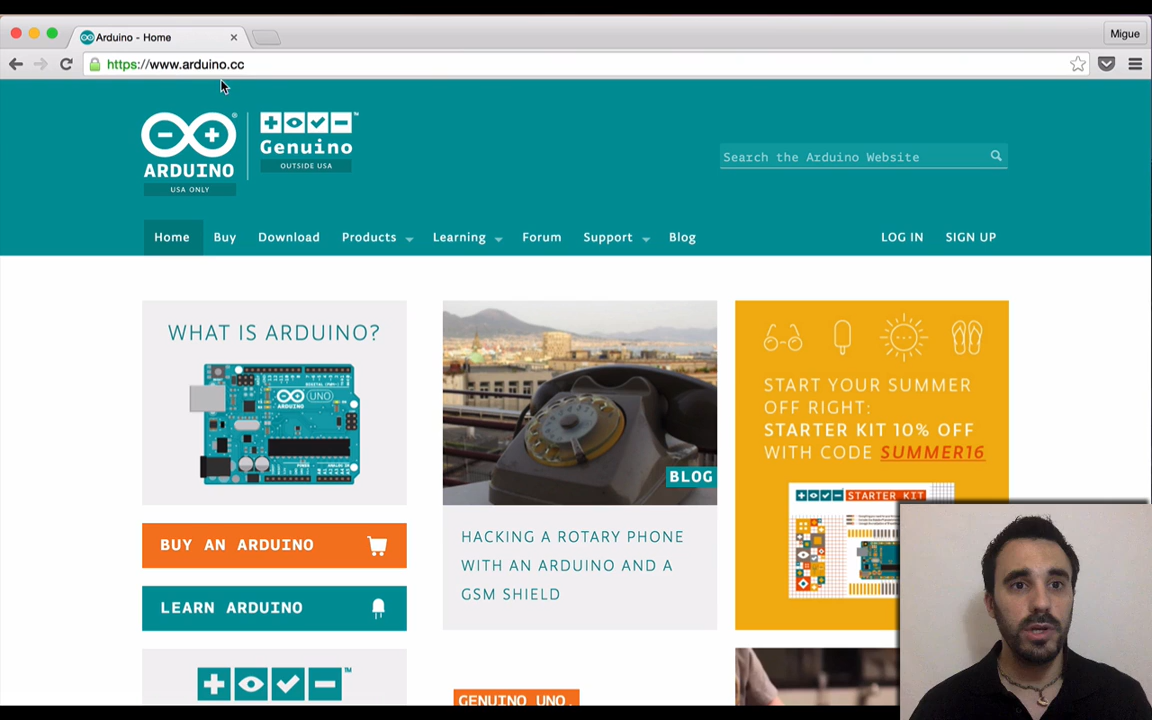 Arduino - Home
Migue
https://www.arduino.cc
ARDUINO
USA ONLY
Genuino
OUTSIDE USA
Search the Arduino Website
Home
Buy
Download
Products
Learning
Forum
Support
Blog
LOG IN
SIGN UP
WHAT IS ARDUINO?
ARDUINO
UNO
BUY AN ARDUINO
LEARN ARDUINO
BLOG
HACKING A ROTARY PHONE
WITH AN ARDUINO AND A
GSM SHIELD
GENUINO UNO.
START YOUR SUMMER
OFF RIGHT:
STARTER KIT 10% OFF
WITH CODE SUMMER16
STARTER KIT